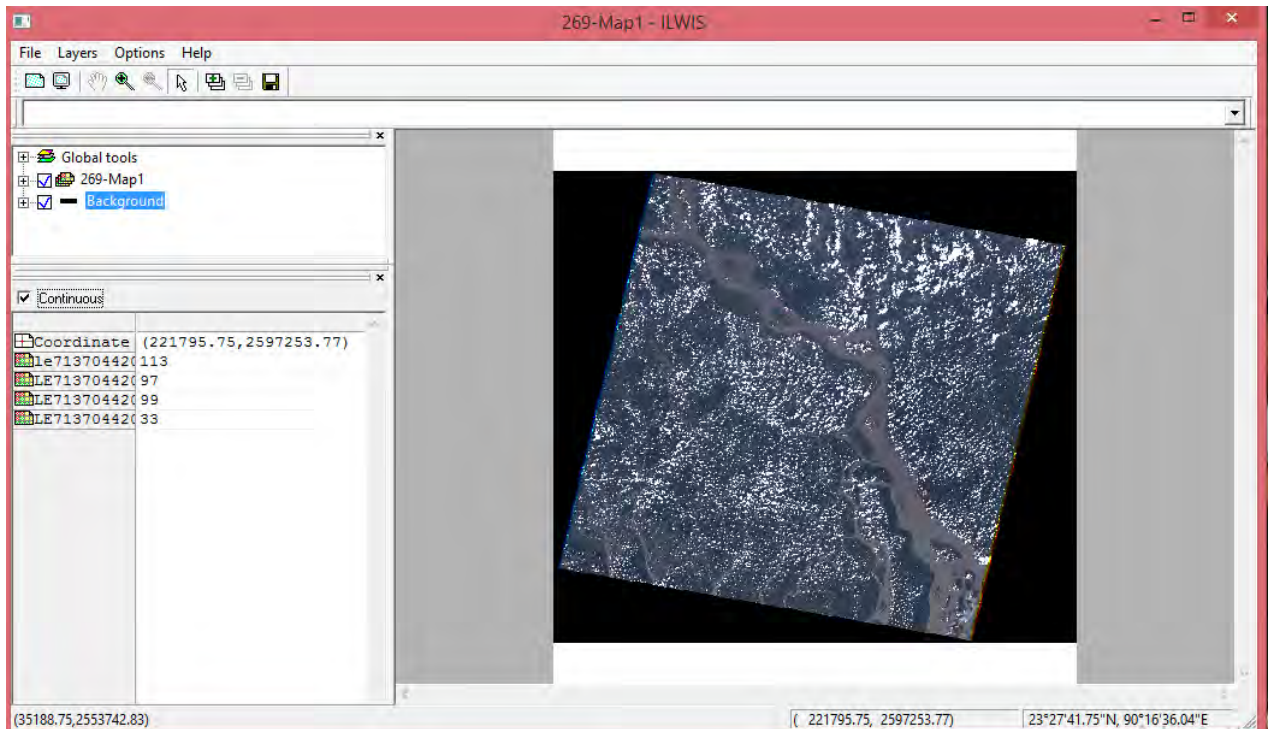 269-Map1 - ILWIS
File Layers Options Help
Global tools
269-Map1
Background
Continuous
Coordinate (221795.75,2597253.77)
le713704420 113
LE713704420 97
LE713704420 99
LE713704420 33
(35188.75,2553742.83) ( 221795.75, 2597253.77) 23°27'41.75"N, 90°16'36.04"E